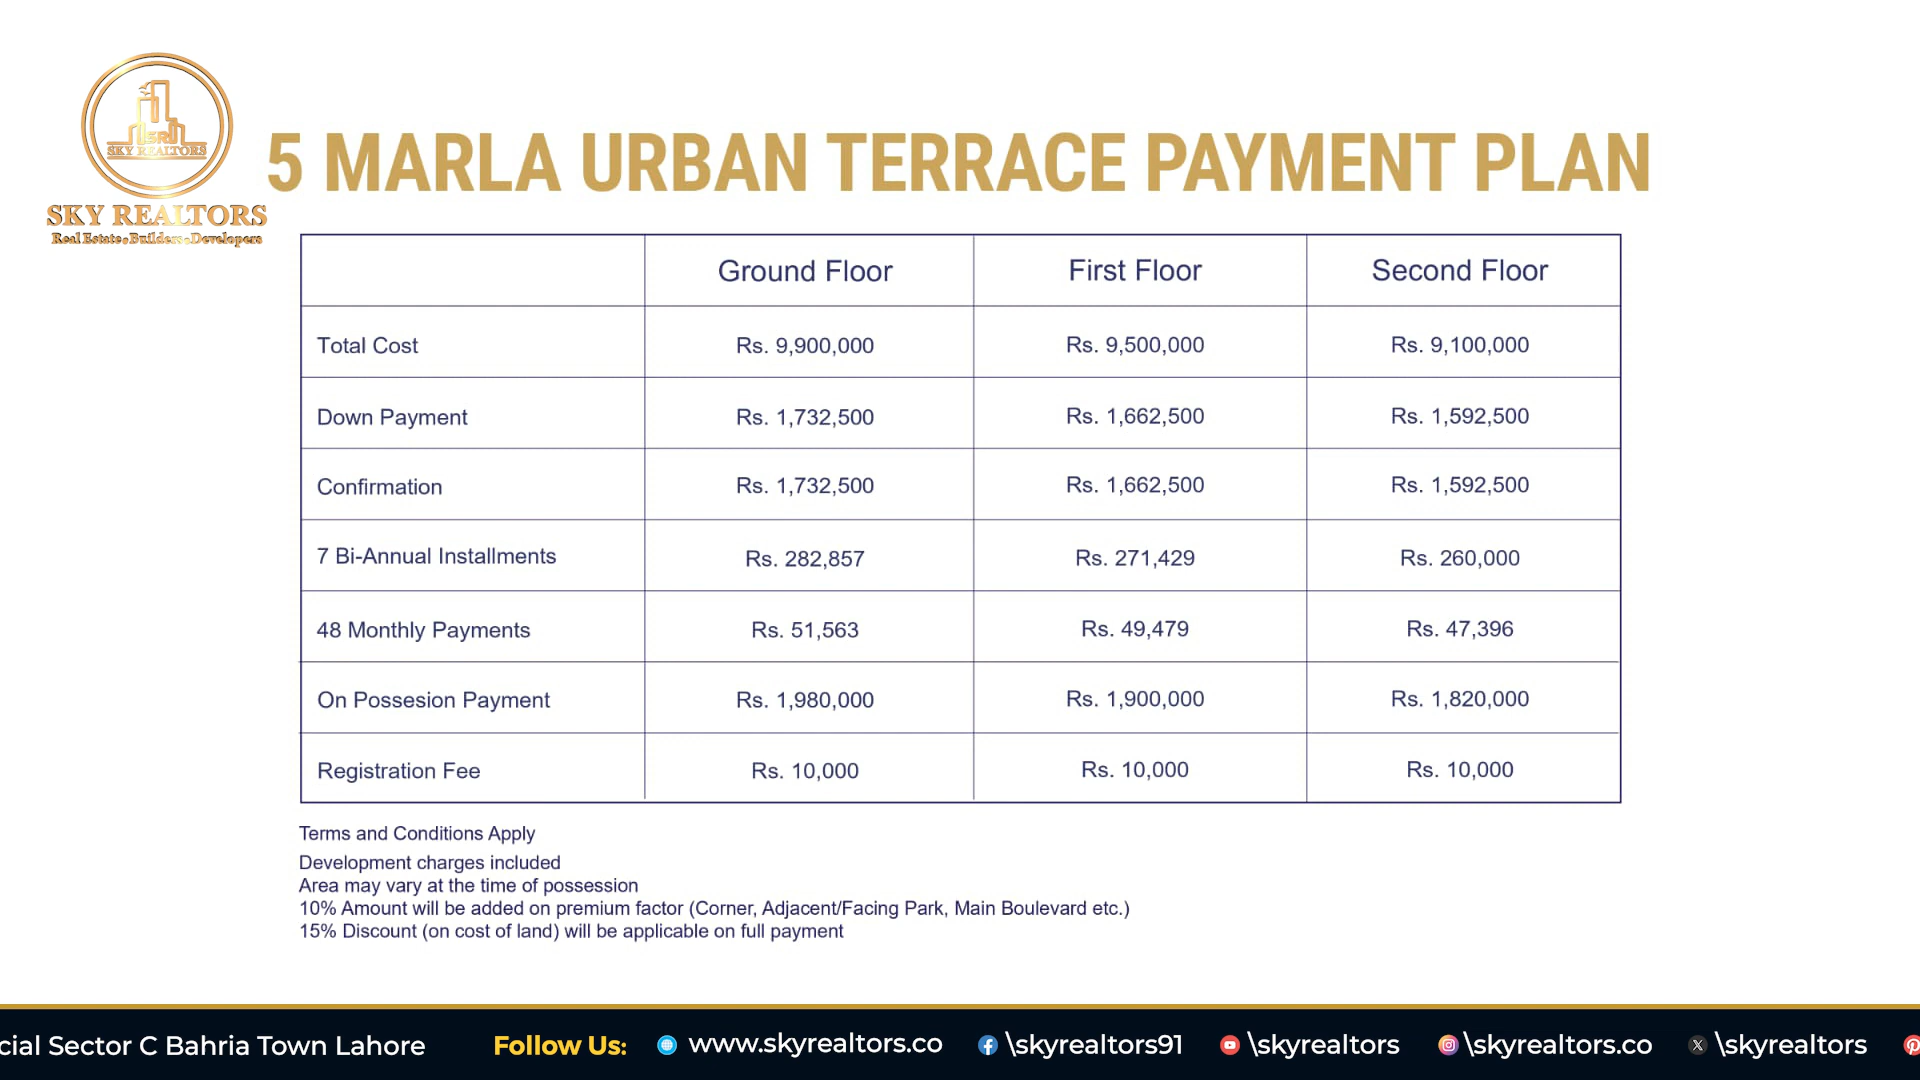 SR
SKY REALTORS
SKY REALTORS
Real Estate.Builders.Developers
5 MARLA URBAN TERRACE PAYMENT PLAN
Ground Floor First Floor Second Floor
Total Cost Rs. 9,900,000 Rs. 9,500,000 Rs. 9,100,000
Down Payment Rs. 1,732,500 Rs. 1,662,500 Rs. 1,592,500
Confirmation Rs. 1,732,500 Rs. 1,662,500 Rs. 1,592,500
7 Bi-Annual Installments Rs. 282,857 Rs. 271,429 Rs. 260,000
48 Monthly Payments Rs. 51,563 Rs. 49,479 Rs. 47,396
On Possesion Payment Rs. 1,980,000 Rs. 1,900,000 Rs. 1,820,000
Registration Fee Rs. 10,000 Rs. 10,000 Rs. 10,000
Terms and Conditions Apply
Development charges included
Area may vary at the time of possession
10% Amount will be added on premium factor (Corner, Adjacent/Facing Park, Main Boulevard etc.)
15% Discount (on cost of land) will be applicable on full payment
cial Sector C Bahria Town Lahore Follow Us: www.skyrealtors.co \skyrealtors91 \skyrealtors \skyrealtors.co \skyrealtors